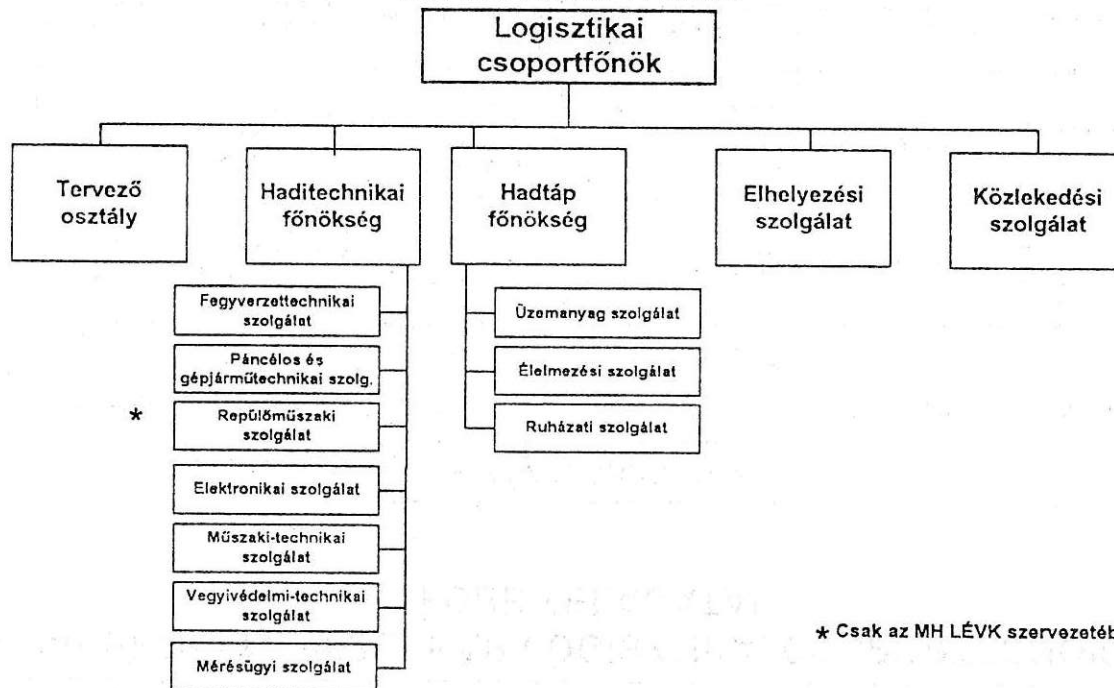 Logisztikai
csoportfőnök
Tervező
osztály
Haditechnikai
főnökség
Hadtáp
főnökség
Elhelyezési
szolgálat
Közlekedési
szolgálat
Fegyverzettechnikai
szolgálat
Páncélos és
gépjárműtechnikai szolg.
*
Repülőműszaki
szolgálat
Elektronikai szolgálat
Műszaki-technikai
szolgálat
Vegyivédelmi-technikai
szolgálat
Mérésügyi szolgálat
Üzemanyag szolgálat
Élelmezési szolgálat
Ruházati szolgálat
* Csak az MH LÉVK szervezetéb